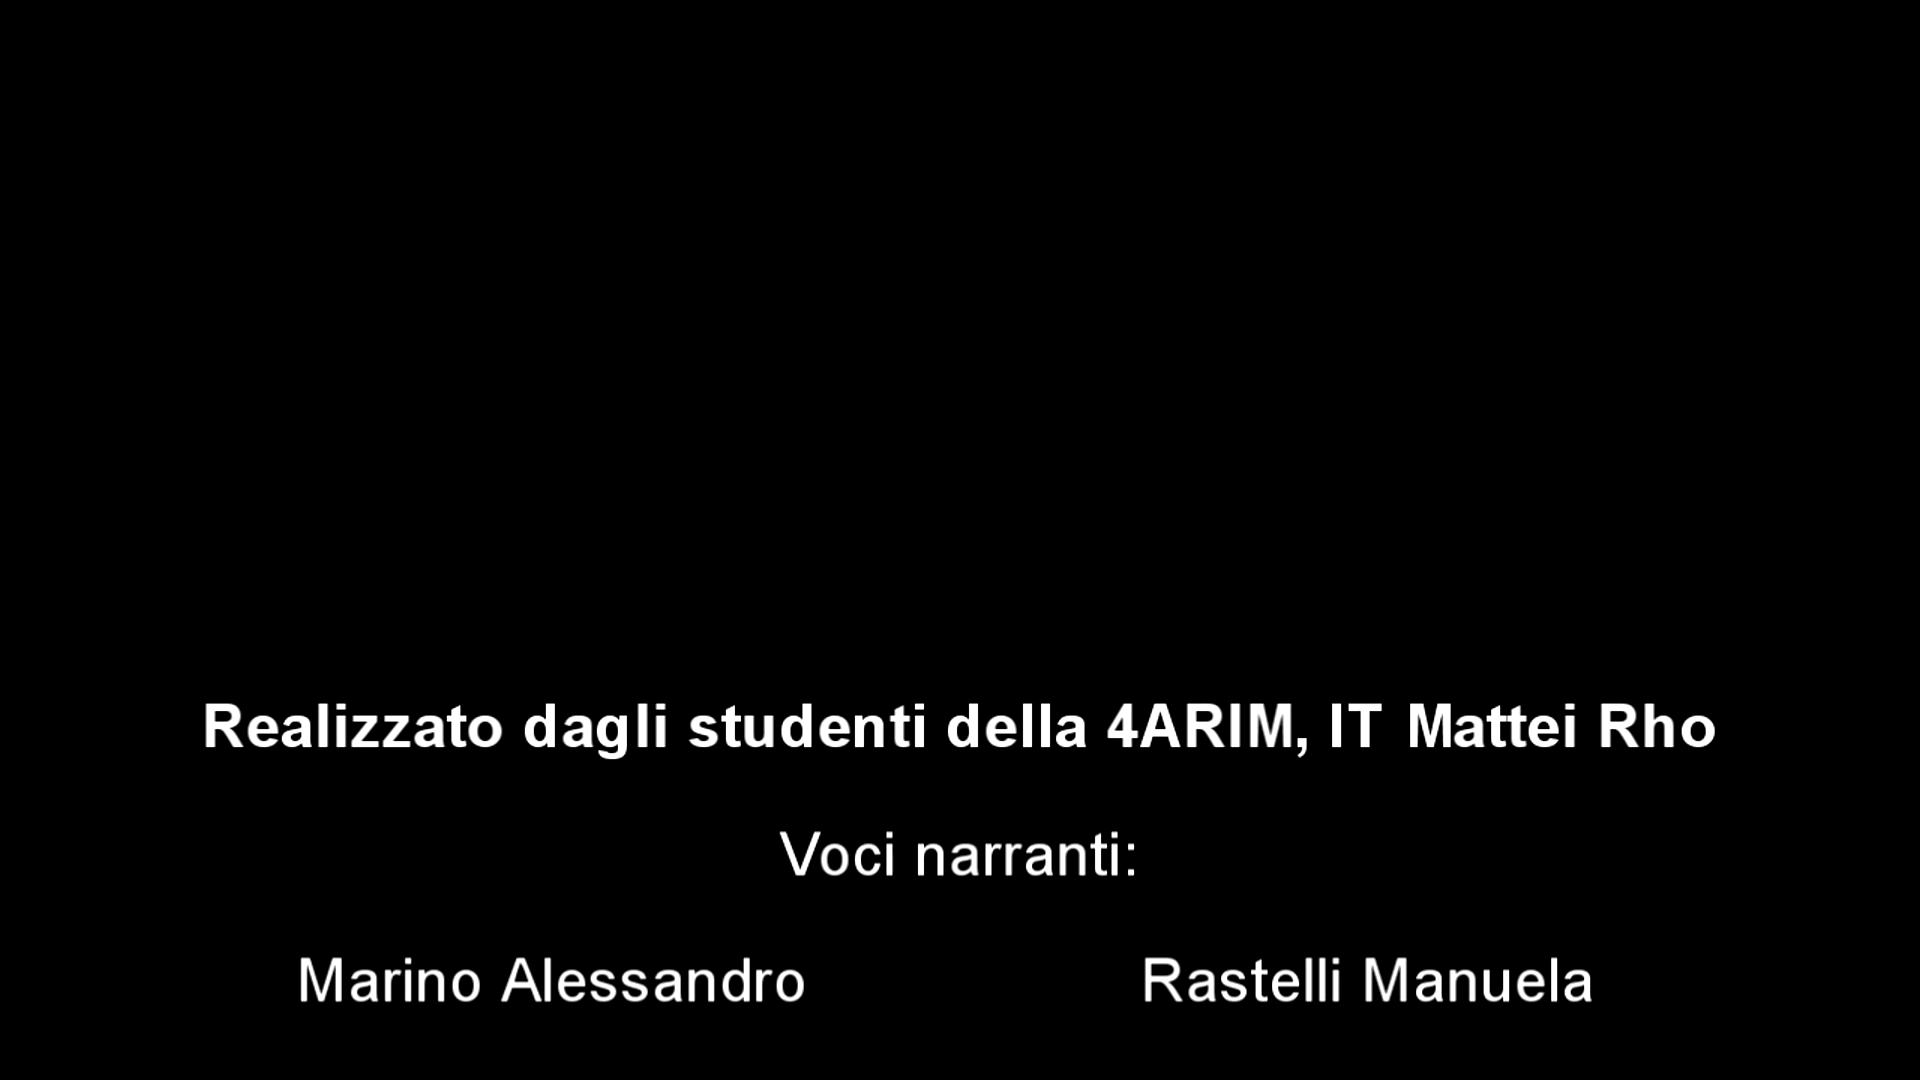 Realizzato dagli studenti della 4ARIM, IT Mattei Rho
Voci narranti:
Marino Alessandro Rastelli Manuela